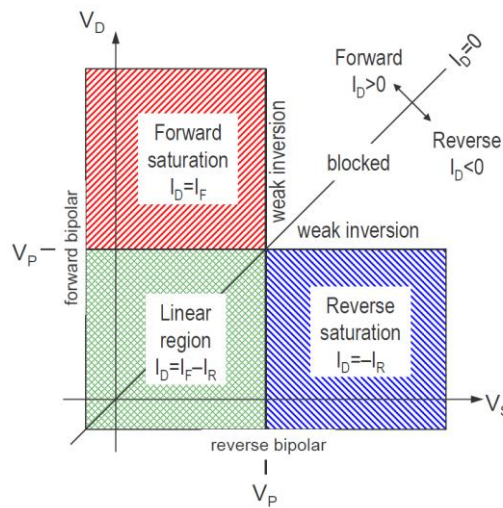 V_D
Forward
I_D>0
I_D=0
Reverse
I_D<0
Forward
saturation
I_D=I_F
weak inversion
blocked
weak inversion
V_P
forward bipolar
Linear
region
I_D=I_F–I_R
Reverse
saturation
I_D=–I_R
V_S
reverse bipolar
V_P